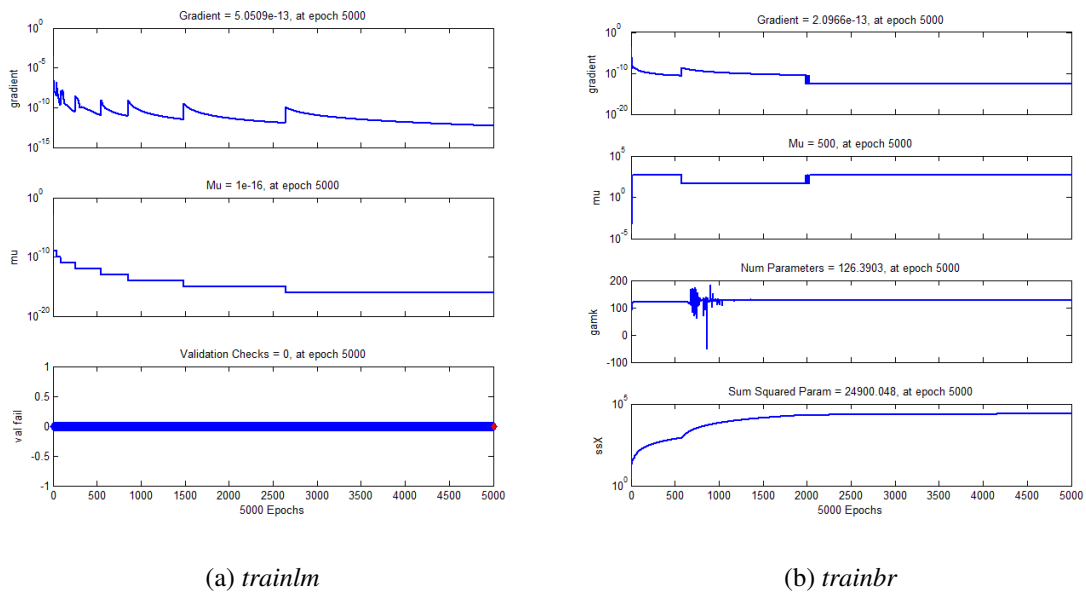 Gradient = 5.0509e-13, at epoch 5000
10^0
10^-5
10^-10
10^-15
gradient
Mu = 1e-16, at epoch 5000
10^0
10^-10
10^-20
mu
Validation Checks = 0, at epoch 5000
1
0.5
0
-0.5
-1
val fail
0 500 1000 1500 2000 2500 3000 3500 4000 4500 5000
5000 Epochs
(a) trainlm
Gradient = 2.0966e-13, at epoch 5000
10^0
10^-10
10^-20
gradient
Mu = 500, at epoch 5000
10^5
10^0
10^-5
mu
Num Parameters = 126.3903, at epoch 5000
200
100
0
-100
gamk
Sum Squared Param = 24900.048, at epoch 5000
10^5
10^0
ssX
0 500 1000 1500 2000 2500 3000 3500 4000 4500 5000
5000 Epochs
(b) trainbr